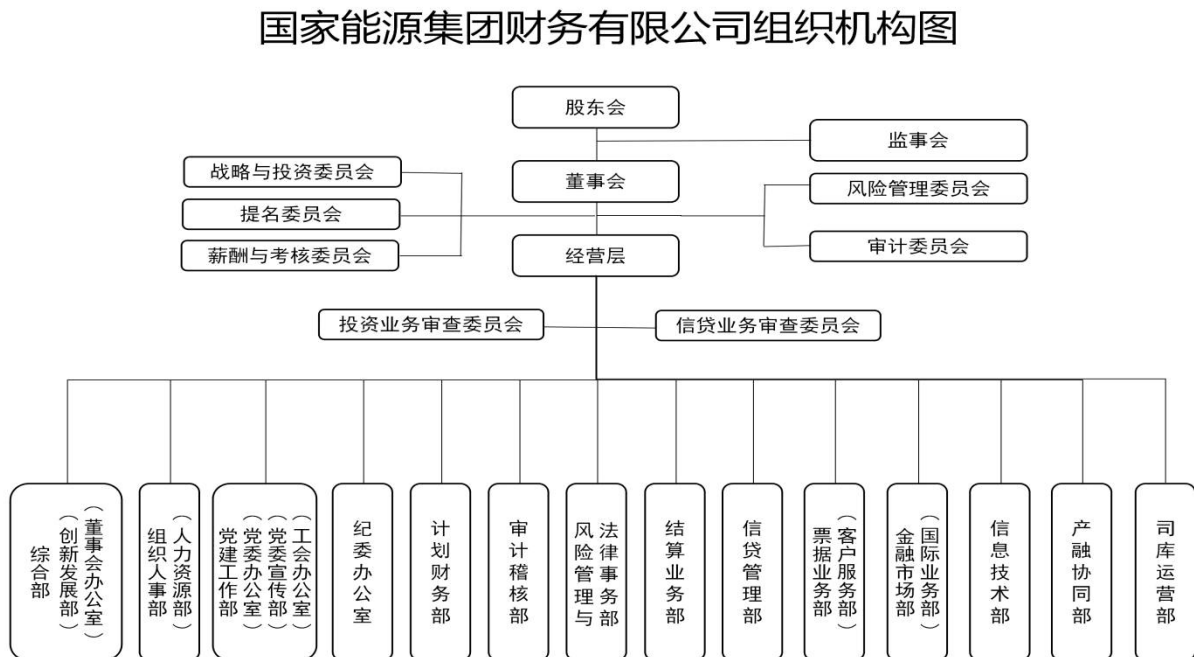 国家能源集团财务有限公司组织机构图
股东会
监事会
战略与投资委员会
董事会
风险管理委员会
提名委员会
薪酬与考核委员会
经营层
审计委员会
投资业务审查委员会
信贷业务审查委员会
综合部
（创新发展部）
（董事会办公室）
组织人事部
（人力资源部）
党建工作部
（党委办公室）
（党委宣传部）
（工会办公室）
纪委办公室
计划财务部
审计稽核部
风险管理与
法律事务部
结算业务部
信贷管理部
票据业务部
（客户服务部）
金融市场部
（国际业务部）
信息技术部
产融协同部
司库运营部